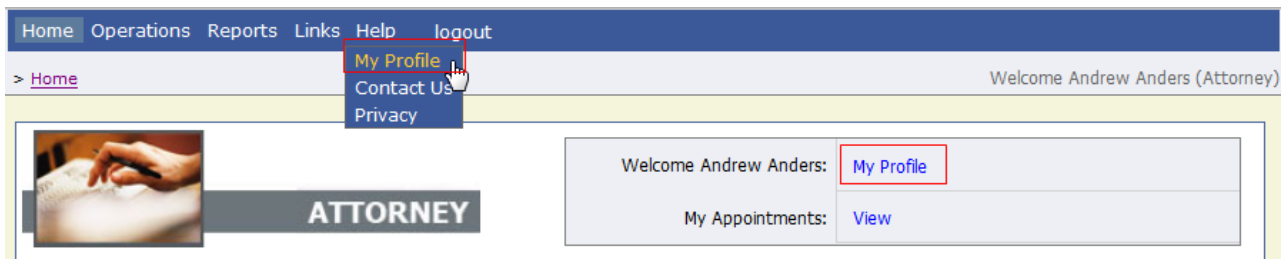 Home Operations Reports Links Help logout
My Profile
Contact Us
Privacy
> Home
Welcome Andrew Anders (Attorney)
ATTORNEY
Welcome Andrew Anders: My Profile
My Appointments: View